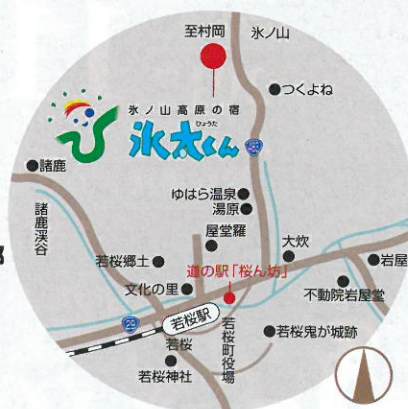 至村岡
氷ノ山
つくよね
氷ノ山高原の宿
ひょうた
氷太くん
482
諸鹿
諸鹿渓谷
ゆはら温泉
湯原
屋堂羅
大炊
若桜郷土
文化の里
道の駅「桜ん坊」
岩屋
不動院岩屋堂
若桜駅
29
若桜町役場
若桜鬼が城跡
若桜
若桜神社